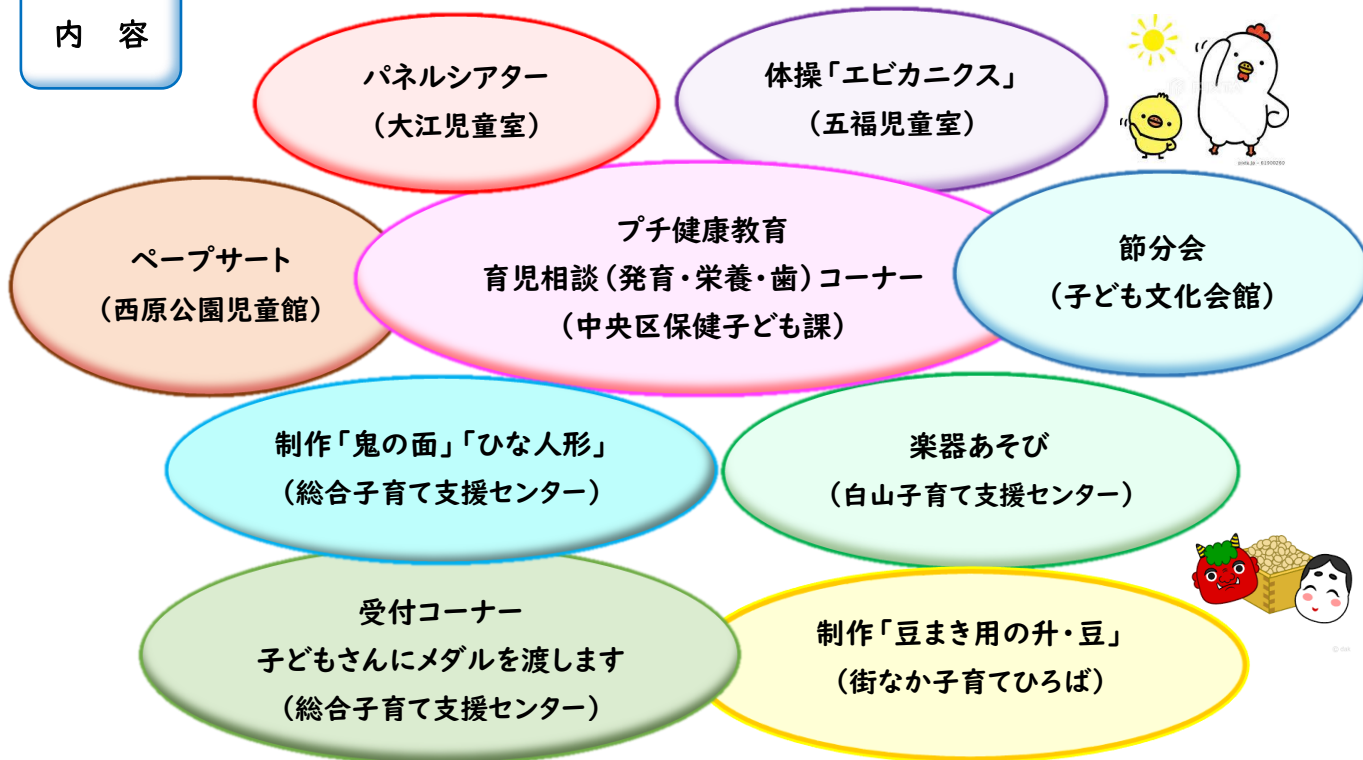 内 容
パネルシアター
（大江児童室）
体操「エビカニクス」
（五福児童室）
ペープサート
（西原公園児童館）
プチ健康教育
育児相談（発育・栄養・歯）コーナー
（中央区保健子ども課）
節分会
（子ども文化会館）
制作「鬼の面」「ひな人形」
（総合子育て支援センター）
楽器あそび
（白山子育て支援センター）
受付コーナー
子どもさんにメダルを渡します
（総合子育て支援センター）
制作「豆まき用の升・豆」
（街なか子育てひろば）